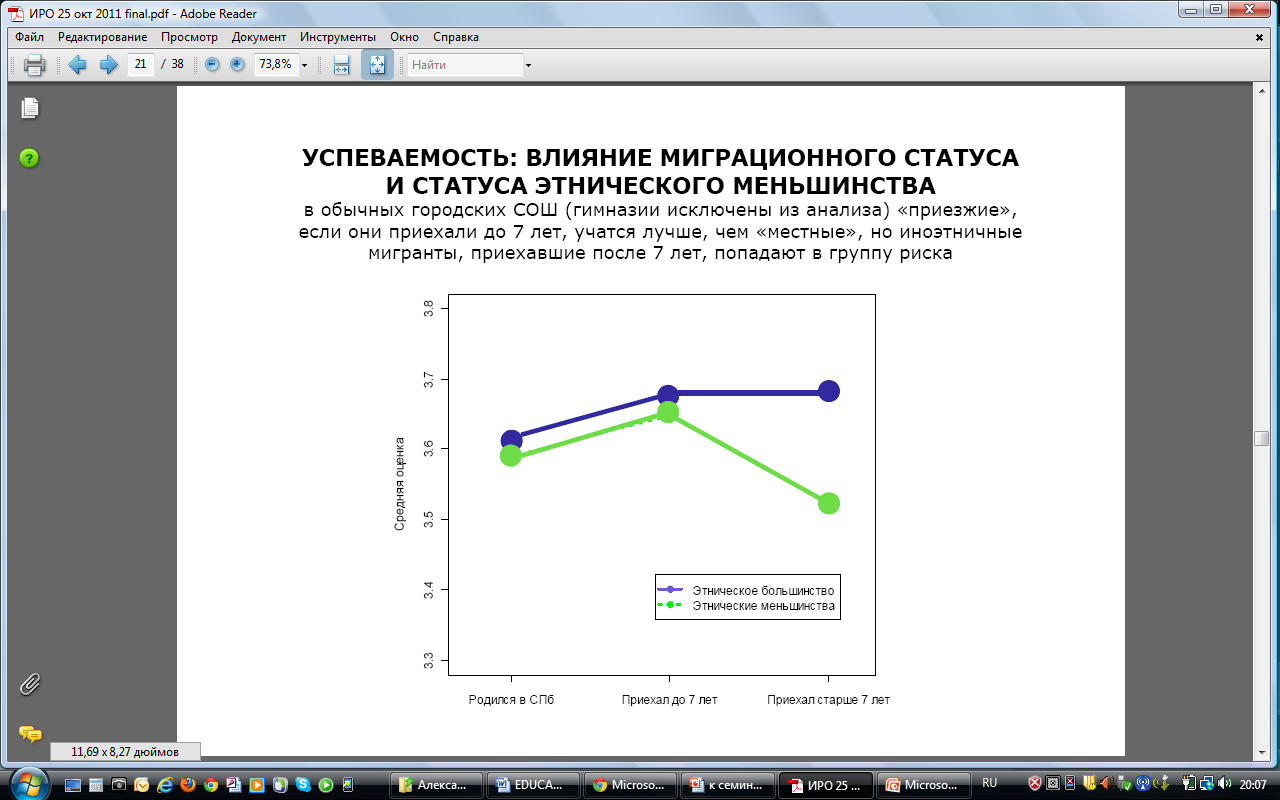 ИРО 25 окт 2011 final.pdf - Adobe Reader
Файл Редактирование Просмотр Документ Инструменты Окно Справка
21 / 38 73,8% Найти
УСПЕВАЕМОСТЬ: ВЛИЯНИЕ МИГРАЦИОННОГО СТАТУСА
И СТАТУСА ЭТНИЧЕСКОГО МЕНЬШИНСТВА
в обычных городских СОШ (гимназии исключены из анализа) «приезжие»,
если они приехали до 7 лет, учатся лучше, чем «местные», но иноэтничные
мигранты, приехавшие после 7 лет, попадают в группу риска
3.8
3.7
3.6
3.5
3.4
3.3
Средняя оценка
Этническое большинство
Этнические меньшинства
Родился в СПб Приехал до 7 лет Приехал старше 7 лет
11,69 x 8,27 дюймов
Алекса... EDUCA... Microso... к семин... ИРО 25 ... Microso... RU 20:07